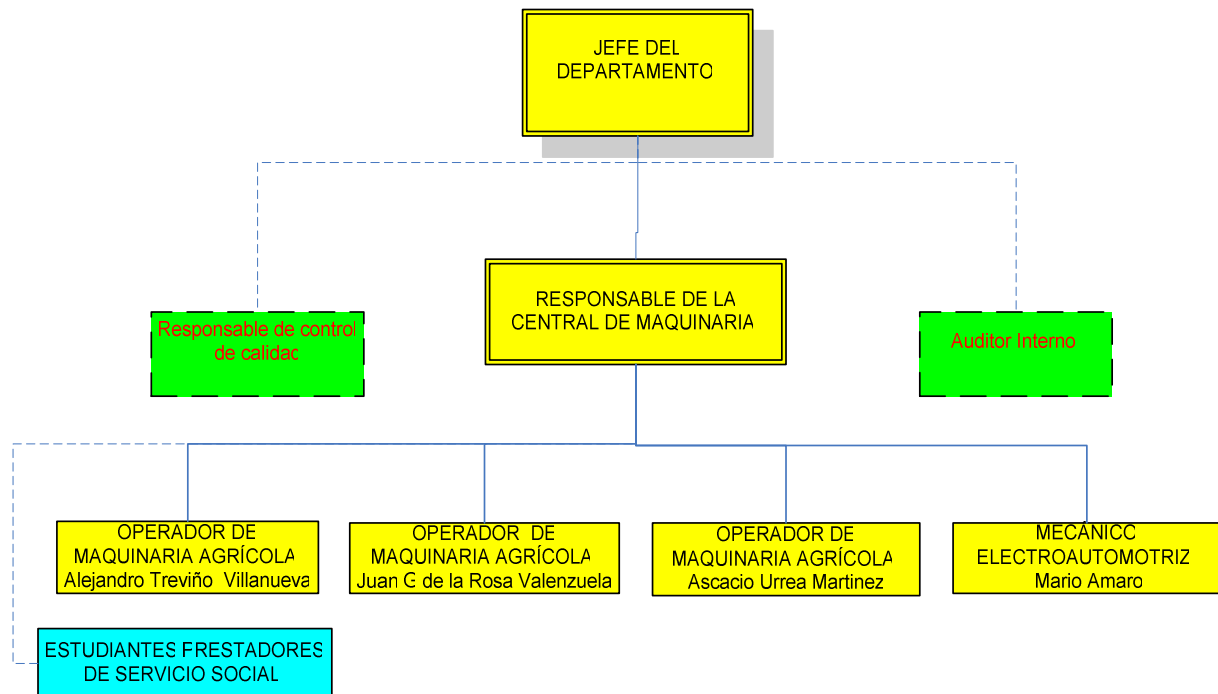 JEFE DEL
DEPARTAMENTO
RESPONSABLE DE LA
CENTRAL DE MAQUINARIA
Responsable de control
de calidad
Auditor Interno
OPERADOR DE
MAQUINARIA AGRÍCOLA
Alejandro Treviño Villanueva
OPERADOR DE
MAQUINARIA AGRÍCOLA
Juan G de la Rosa Valenzuela
OPERADOR DE
MAQUINARIA AGRÍCOLA
Ascacio Urrea Martinez
MECÁNICO
ELECTROAUTOMOTRIZ
Mario Amaro
ESTUDIANTES FRESTADORES
DE SERVICIO SOCIAL